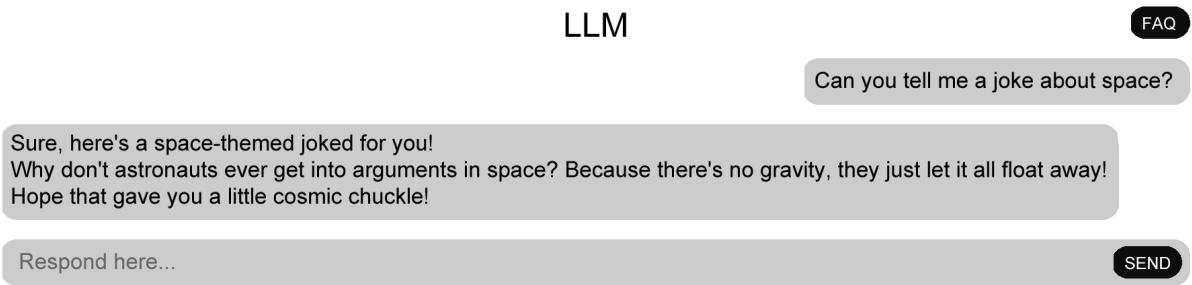 LLM
FAQ
Can you tell me a joke about space?
Sure, here's a space-themed joked for you!
Why don't astronauts ever get into arguments in space? Because there's no gravity, they just let it all float away!
Hope that gave you a little cosmic chuckle!
Respond here...
SEND